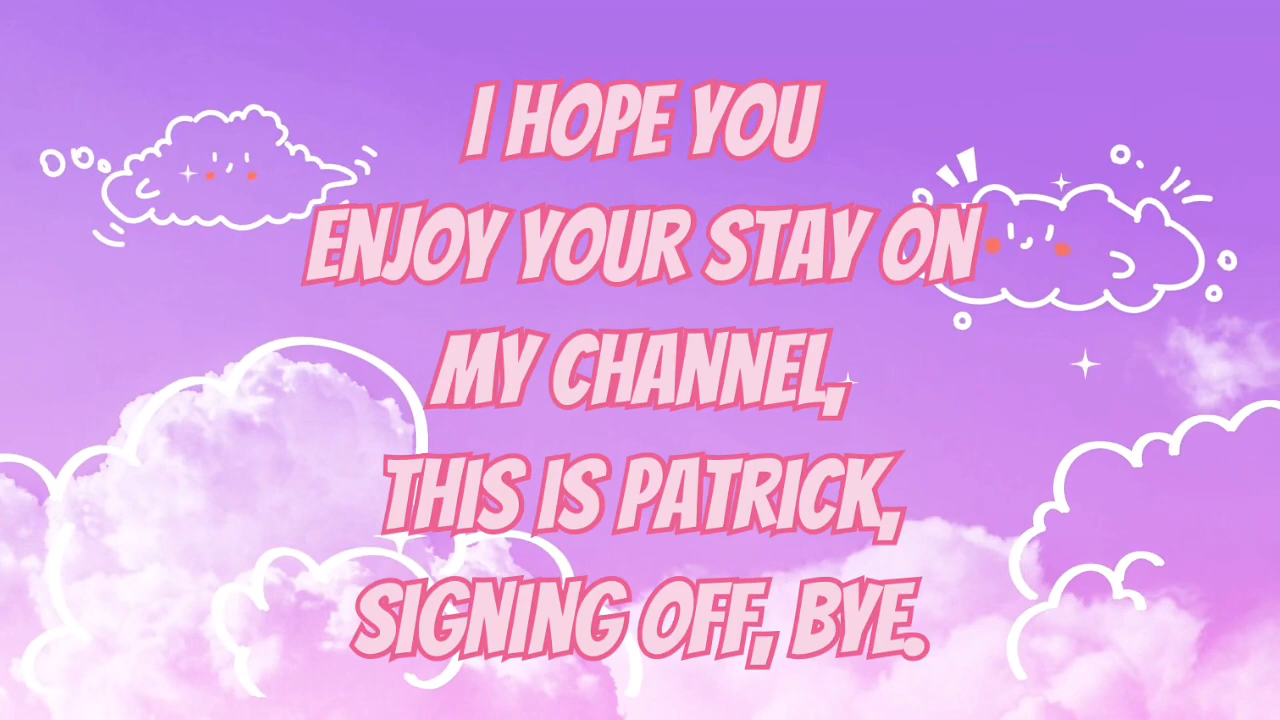 I HOPE YOU
ENJOY YOUR STAY ON
MY CHANNEL,
THIS IS PATRICK,
SIGNING OFF, BYE.